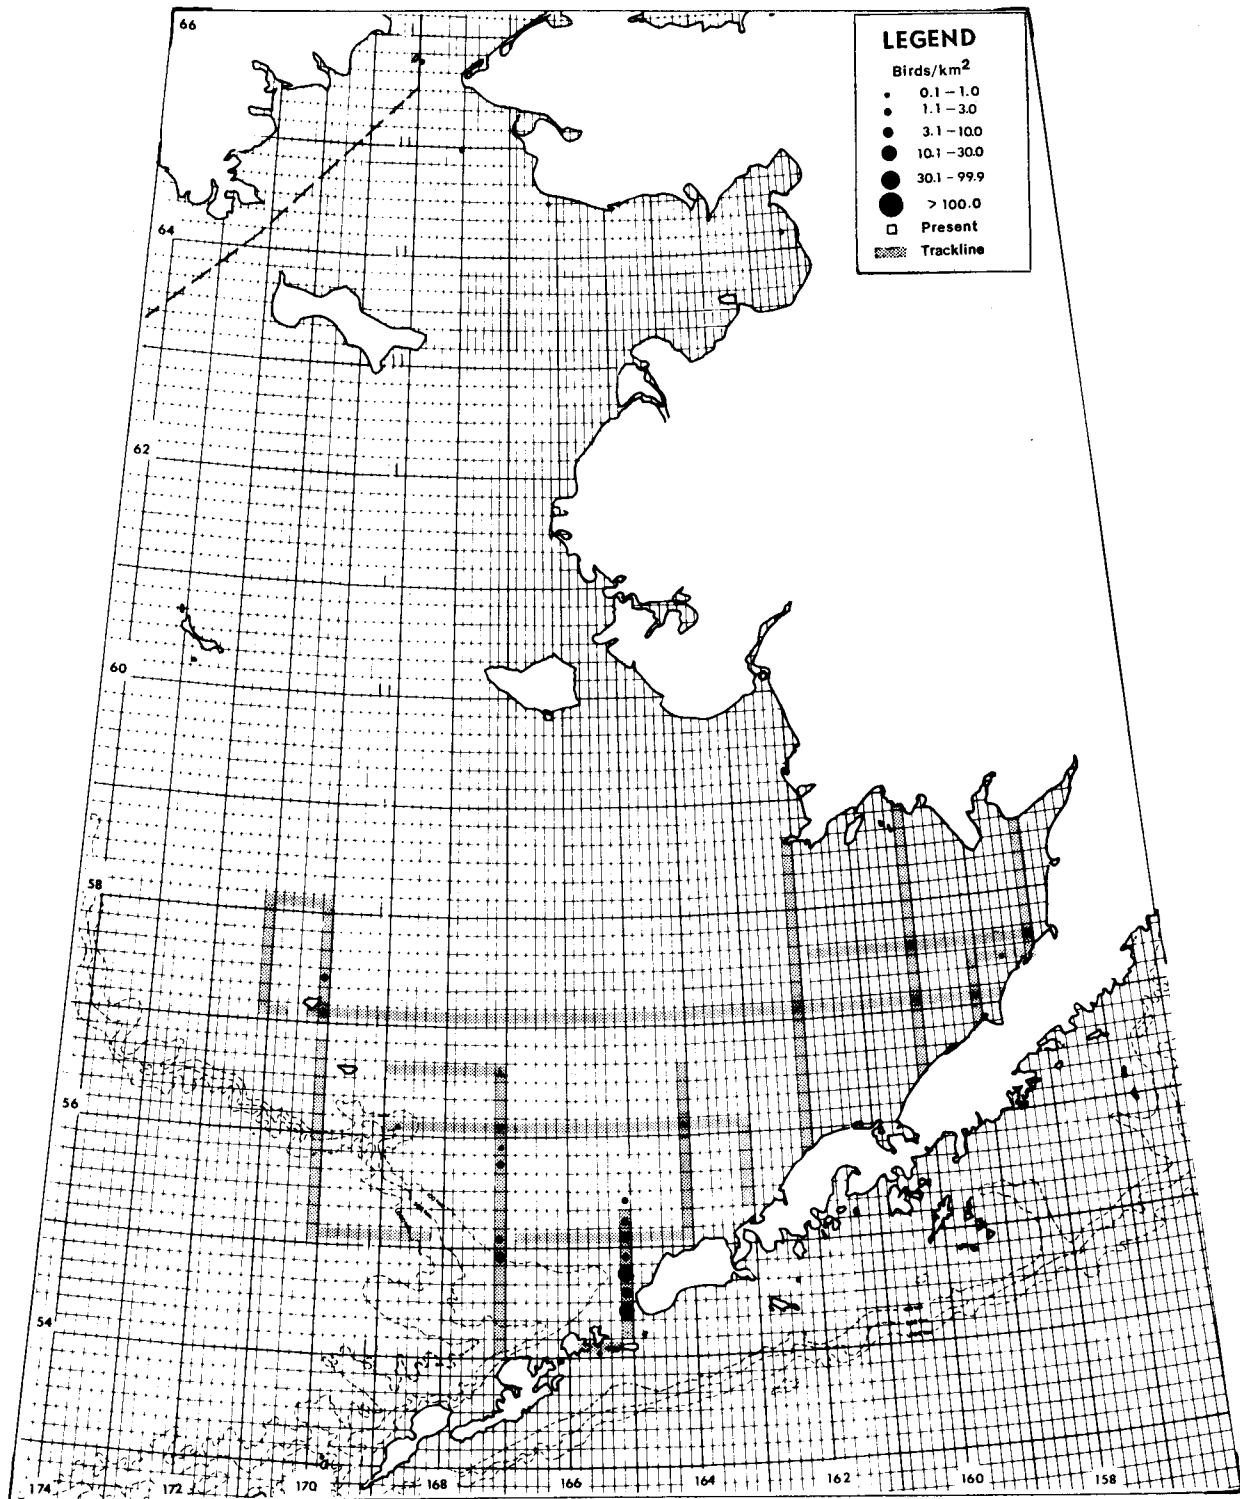 66
LEGEND
Birds/km²
0.1 – 1.0
1.1 – 3.0
3.1 – 10.0
10.1 – 30.0
30.1 – 99.9
> 100.0
Present
Trackline
64
62
60
58
56
54
174 172 170 168 166 164 162 160 158